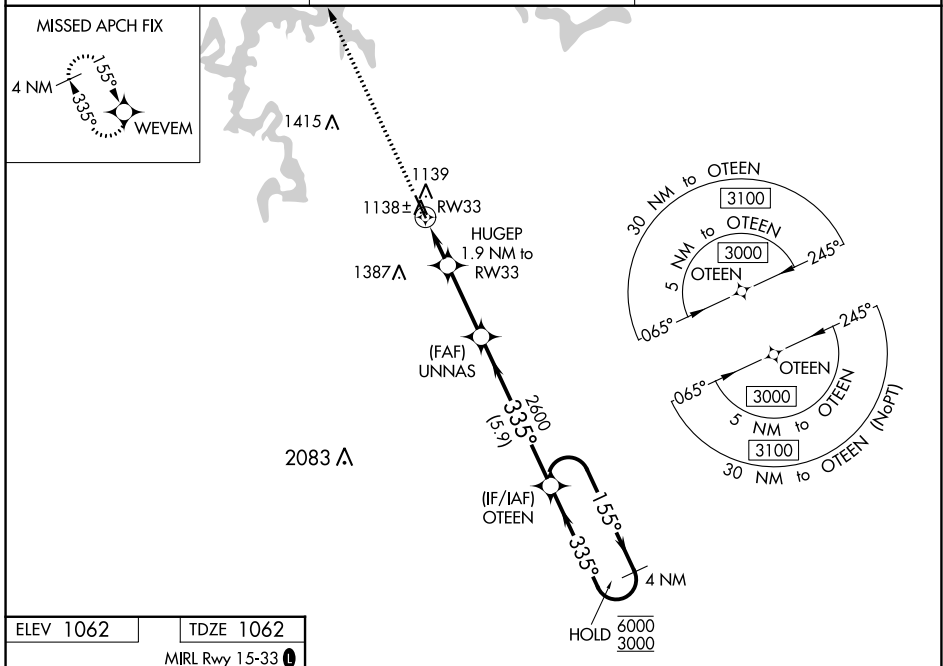 MISSED APCH FIX
4 NM
155°
335°
WEVEM
1415
1139
1138±
RW33
HUGEP
1.9 NM to
RW33
1387
(FAF)
UNNAS
2600
335°
(5.9)
2083
(IF/IAF)
OTEEN
155°
335°
4 NM
HOLD
6000
3000
30 NM to OTEEN
3100
5 NM to OTEEN
3000
OTEEN
245°
065°
245°
OTEEN
065°
3000
5 NM to OTEEN
3100
30 NM to OTEEN (NoPT)
ELEV 1062
TDZE 1062
MIRL Rwy 15-33 L